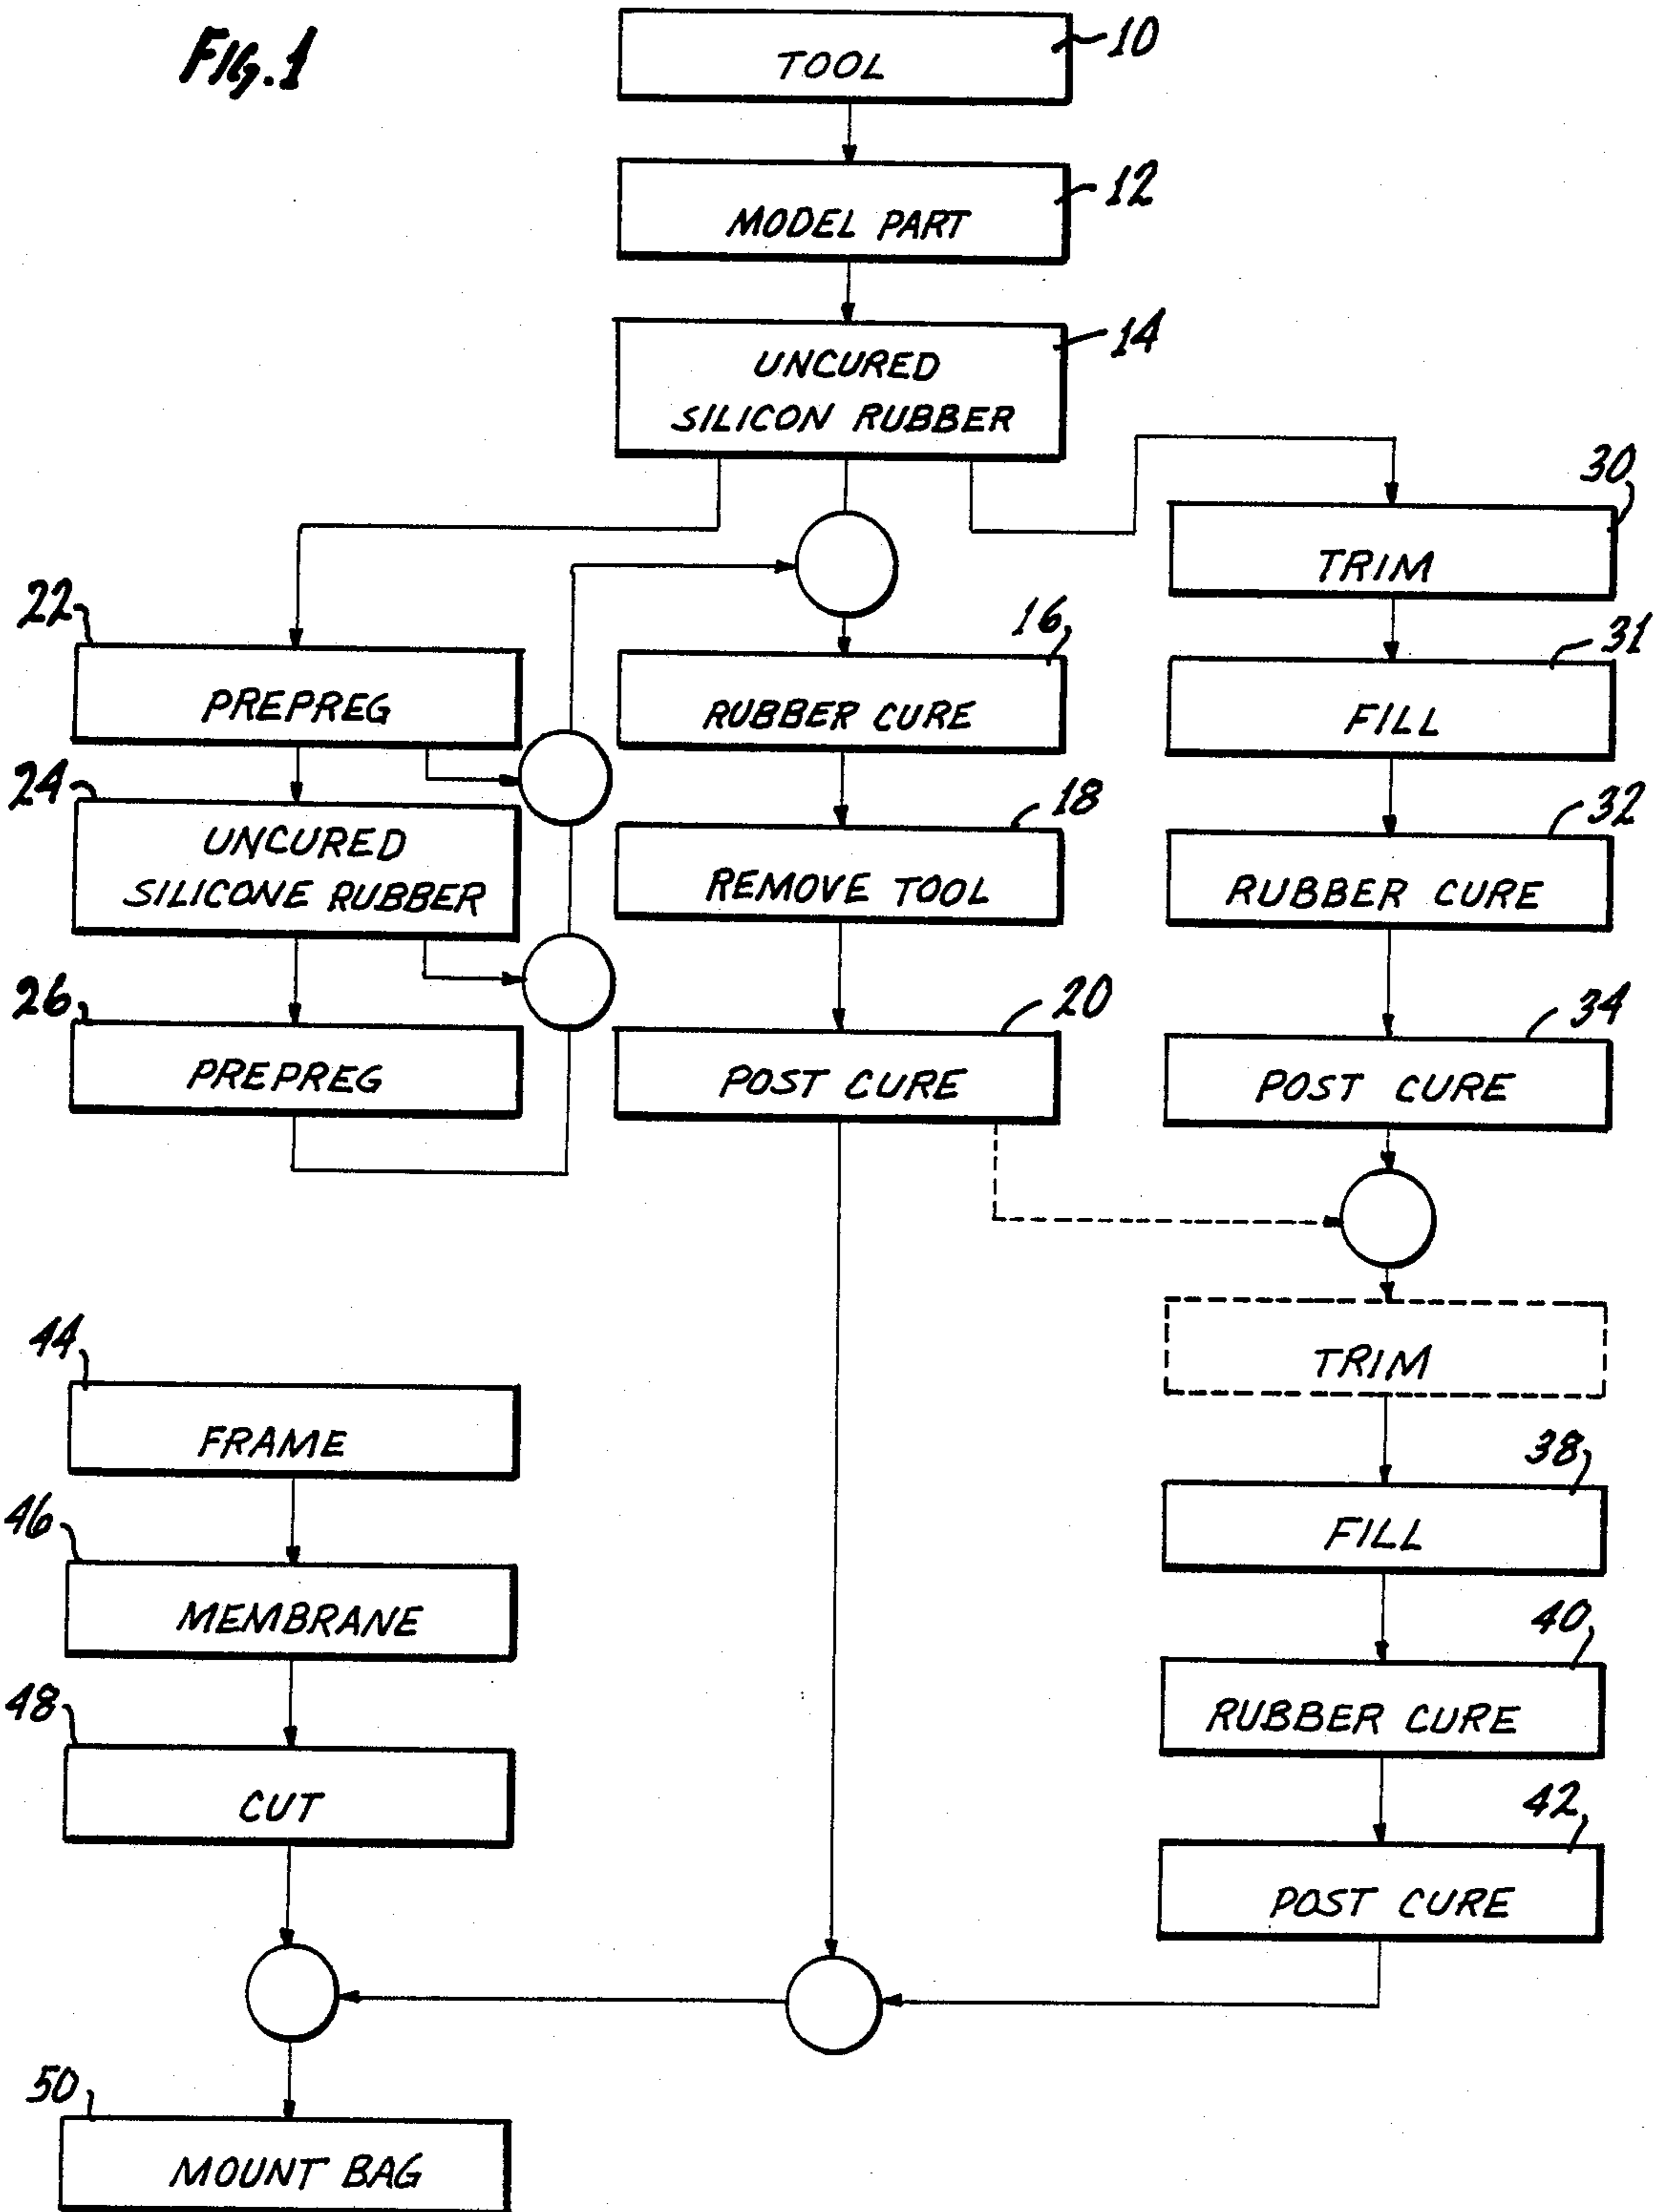 FIG. 1
10
TOOL
12
MODEL PART
14
UNCURED
SILICON RUBBER
30
TRIM
22
PREPREG
16
RUBBER CURE
31
FILL
24
UNCURED
SILICONE RUBBER
18
REMOVE TOOL
32
RUBBER CURE
26
PREPREG
20
POST CURE
34
POST CURE
TRIM
44
FRAME
38
FILL
46
MEMBRANE
40
RUBBER CURE
48
CUT
42
POST CURE
50
MOUNT BAG